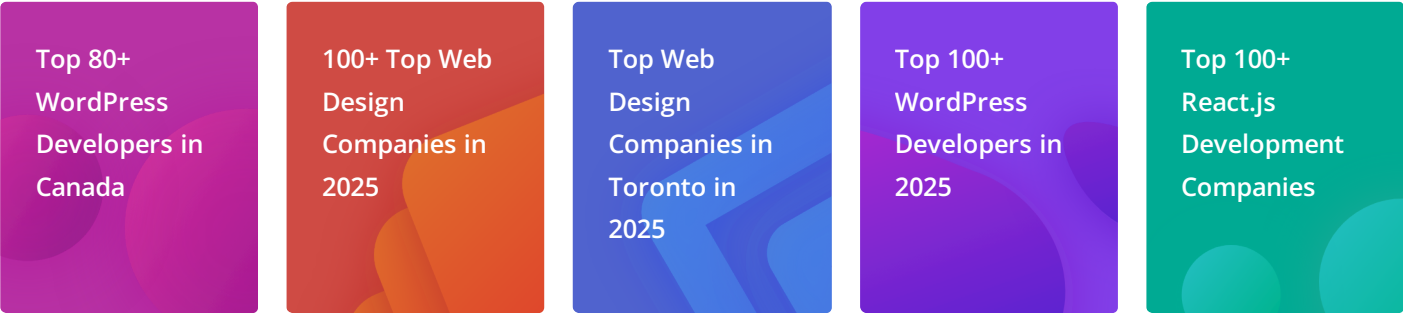 Top 80+
WordPress
Developers in
Canada
100+ Top Web
Design
Companies in
2025
Top Web
Design
Companies in
Toronto in
2025
Top 100+
WordPress
Developers in
2025
Top 100+
React.js
Development
Companies